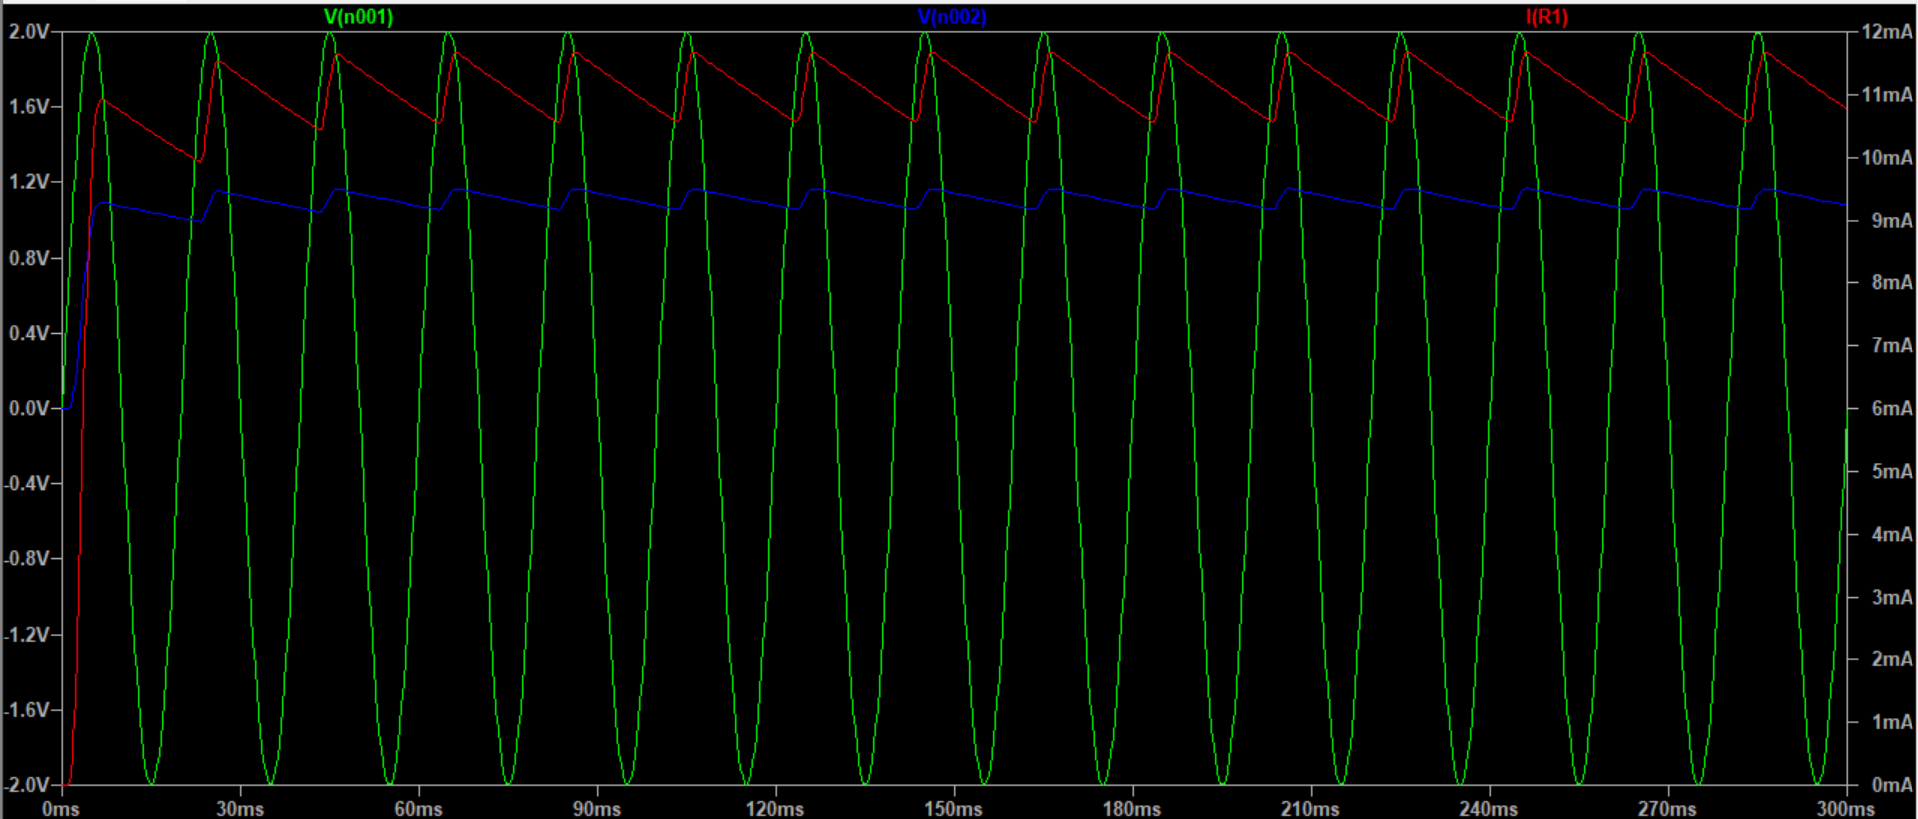 V(n001) V(n002) I(R1)
2.0V 12mA
1.6V 11mA
10mA
1.2V
9mA
0.8V 8mA
0.4V 7mA
0.0V 6mA
-0.4V 5mA
-0.8V 4mA
3mA
-1.2V
2mA
-1.6V 1mA
-2.0V 0mA
0ms 30ms 60ms 90ms 120ms 150ms 180ms 210ms 240ms 270ms 300ms